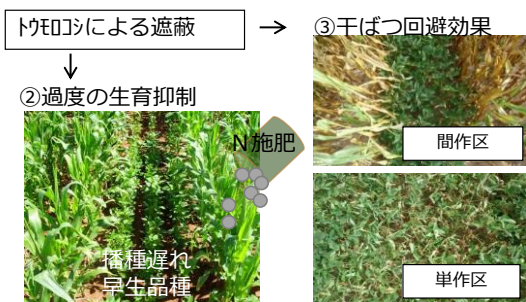 ﾄｳﾓﾛｺｼによる遮蔽
→
③干ばつ回避効果
↓
②過度の生育抑制
N施肥
播種遅れ
早生品種
間作区
単作区